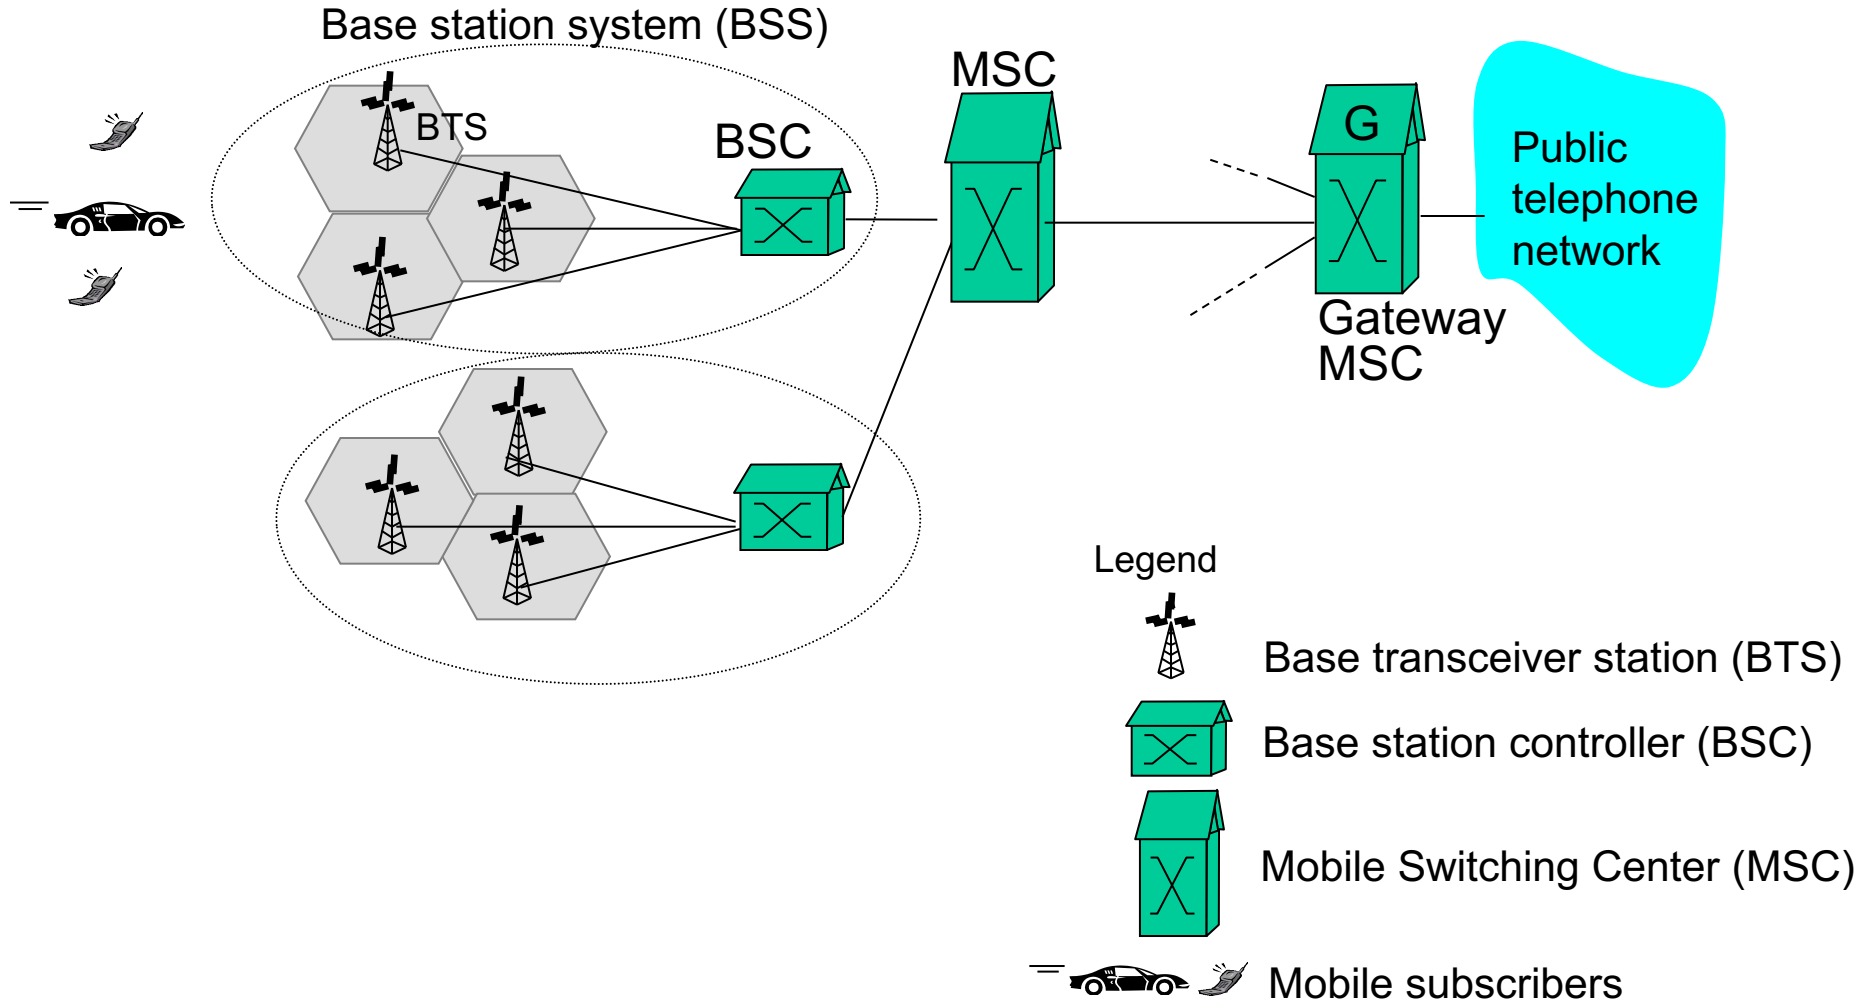 Base station system (BSS)
MSC
BTS
BSC
G
Public
telephone
network
Gateway
MSC
Legend
Base transceiver station (BTS)
Base station controller (BSC)
Mobile Switching Center (MSC)
Mobile subscribers